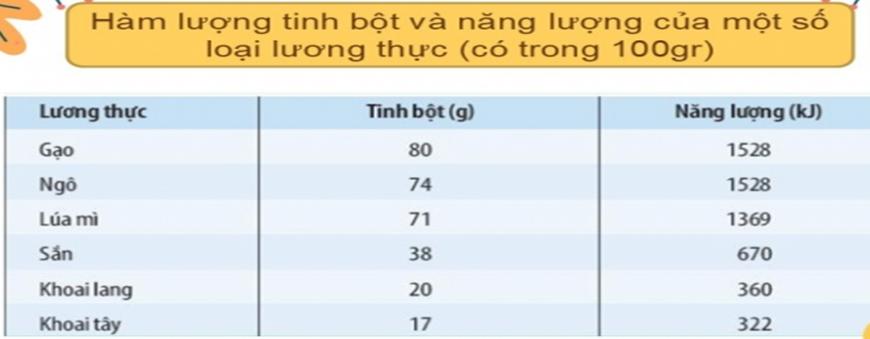 Hàm lượng tinh bột và năng lượng của một số
loại lương thực (có trong 100gr)
Lương thực Tinh bột (g) Năng lượng (kJ)
Gạo 80 1528
Ngô 74 1528
Lúa mì 71 1369
Sắn 38 670
Khoai lang 20 360
Khoai tây 17 322